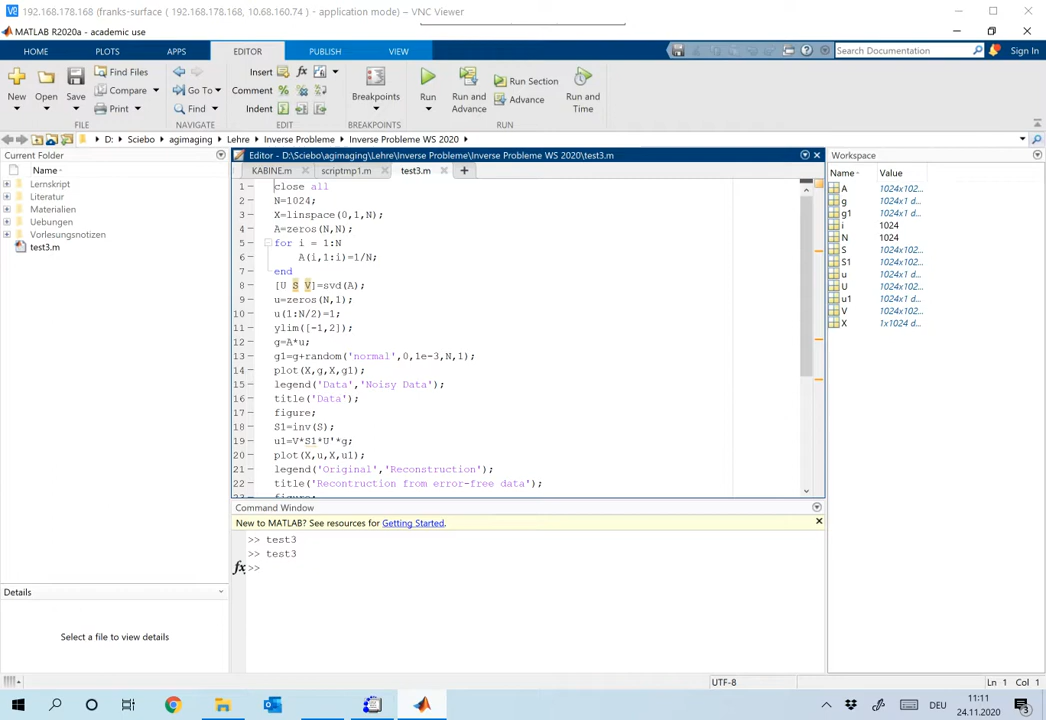 192.168.178.168 (franks-surface ( 192.168.178.168, 10.68.160.74 ) - application mode) – VNC Viewer
MATLAB R2020a - academic use
HOME PLOTS APPS EDITOR PUBLISH VIEW
Search Documentation
Sign In
New
Open
Save
Find Files
Compare
Print
Go To
Find
Insert
Comment
Indent
Breakpoints
Run
Run and Advance
Run Section
Advance
Run and Time
FILE NAVIGATE EDIT BREAKPOINTS RUN
D: Sciebo agimaging Lehre Inverse Probleme Inverse Probleme WS 2020
Current Folder
Name
Lernskript
Literatur
Materialien
Uebungen
Vorlesungsnotizen
test3.m
Details
Select a file to view details
Editor - D:\Sciebo\agimaging\Lehre\Inverse Probleme\Inverse Probleme WS 2020\test3.m
KABINE.m scriptmp1.m test3.m
1 close all
2 N=1024;
3 X=linspace(0,1,N);
4 A=zeros(N,N);
5 for i = 1:N
6 A(i,1:i)=1/N;
7 end
8 [U S V]=svd(A);
9 u=zeros(N,1);
10 u(1:N/2)=1;
11 ylim([-1,2]);
12 g=A*u;
13 g1=g+random('normal',0,1e-3,N,1);
14 plot(X,g,X,g1);
15 legend('Data','Noisy Data');
16 title('Data');
17 figure;
18 S1=inv(S);
19 u1=V*S1*U'*g;
20 plot(X,u,X,u1);
21 legend('Original','Reconstruction');
22 title('Recontruction from error-free data');
23 figure;
Command Window
New to MATLAB? See resources for Getting Started.
>> test3
>> test3
fx >>
Workspace
Name Value
A 1024x102...
g 1024x1 d...
g1 1024x1 d...
i 1024
N 1024
S 1024x102...
S1 1024x102...
u 1024x1 d...
U 1024x102...
u1 1024x1 d...
V 1024x102...
X 1x1024 d...
UTF-8
Ln 1 Col 1
DEU
11:11
24.11.2020
3